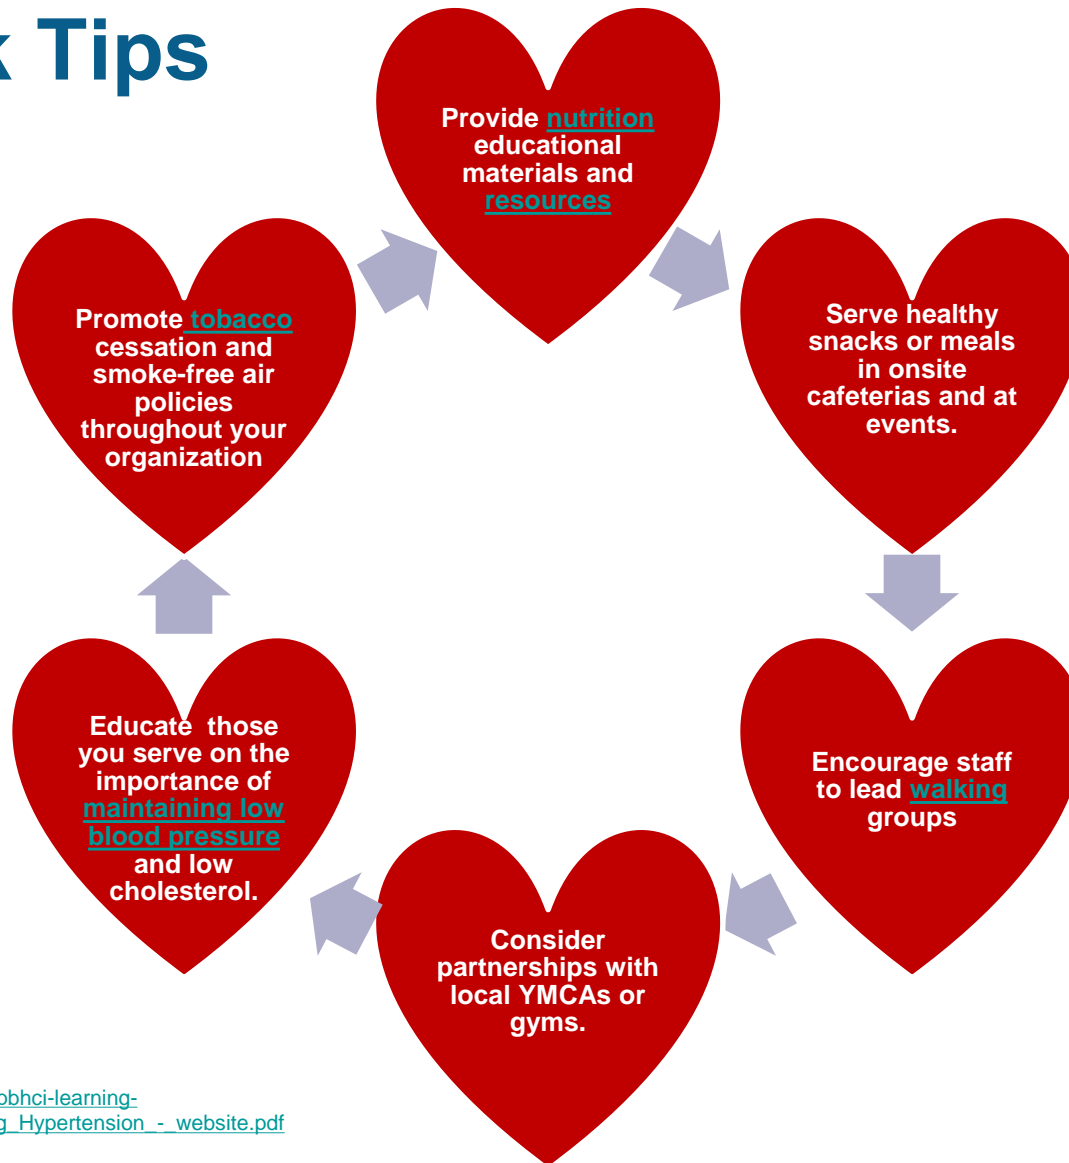 k Tips
Provide nutrition
educational
materials and
resources
Serve healthy
snacks or meals
in onsite
cafeterias and at
events.
Encourage staff
to lead walking
groups
Consider
partnerships with
local YMCAs or
gyms.
Educate  those
you serve on the
importance of
maintaining low
blood pressure
and low
cholesterol.
Promote tobacco
cessation and
smoke-free air
policies
throughout your
organization
obhci-learning-
g_Hypertension_-_website.pdf